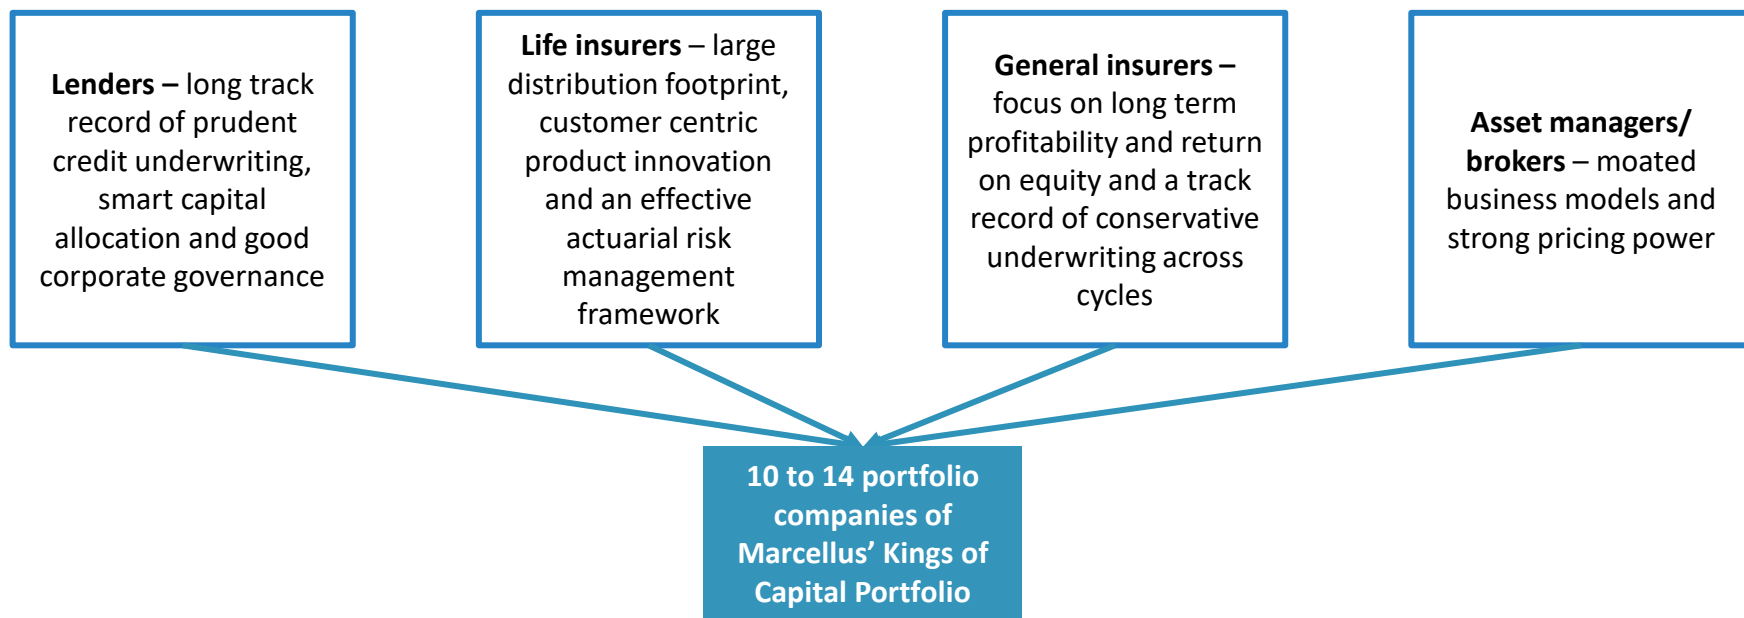 Lenders – long track
record of prudent
credit underwriting,
smart capital
allocation and good
corporate governance
Life insurers – large
distribution footprint,
customer centric
product innovation
and an effective
actuarial risk
management
framework
General insurers –
focus on long term
profitability and return
on equity and a track
record of conservative
underwriting across
cycles
Asset managers/
brokers – moated
business models and
strong pricing power
10 to 14 portfolio
companies of
Marcellus’ Kings of
Capital Portfolio